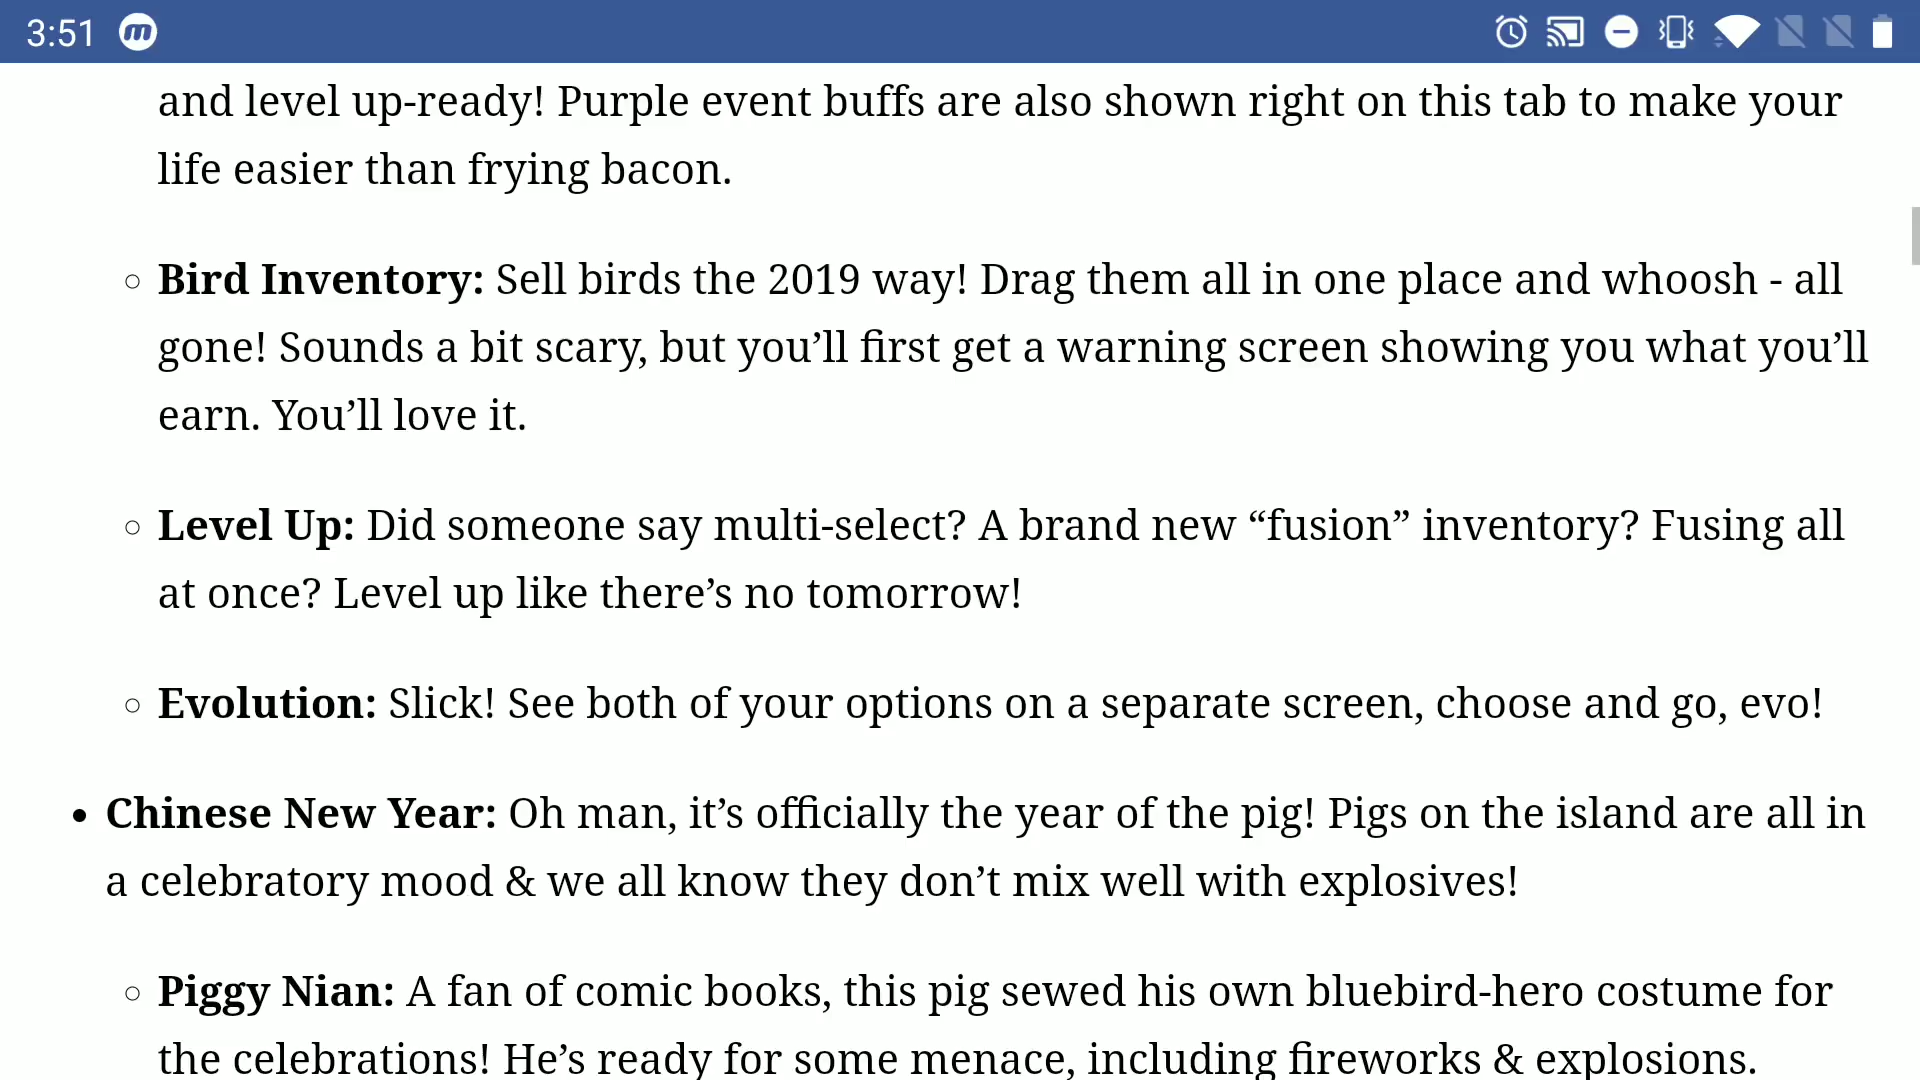 3:51
and level up-ready! Purple event buffs are also shown right on this tab to make your
life easier than frying bacon.
Bird Inventory: Sell birds the 2019 way! Drag them all in one place and whoosh - all
gone! Sounds a bit scary, but you’ll first get a warning screen showing you what you’ll
earn. You’ll love it.
Level Up: Did someone say multi-select? A brand new “fusion” inventory? Fusing all
at once? Level up like there’s no tomorrow!
Evolution: Slick! See both of your options on a separate screen, choose and go, evo!
Chinese New Year: Oh man, it’s officially the year of the pig! Pigs on the island are all in
a celebratory mood & we all know they don’t mix well with explosives!
Piggy Nian: A fan of comic books, this pig sewed his own bluebird-hero costume for
the celebrations! He’s ready for some menace, including fireworks & explosions.